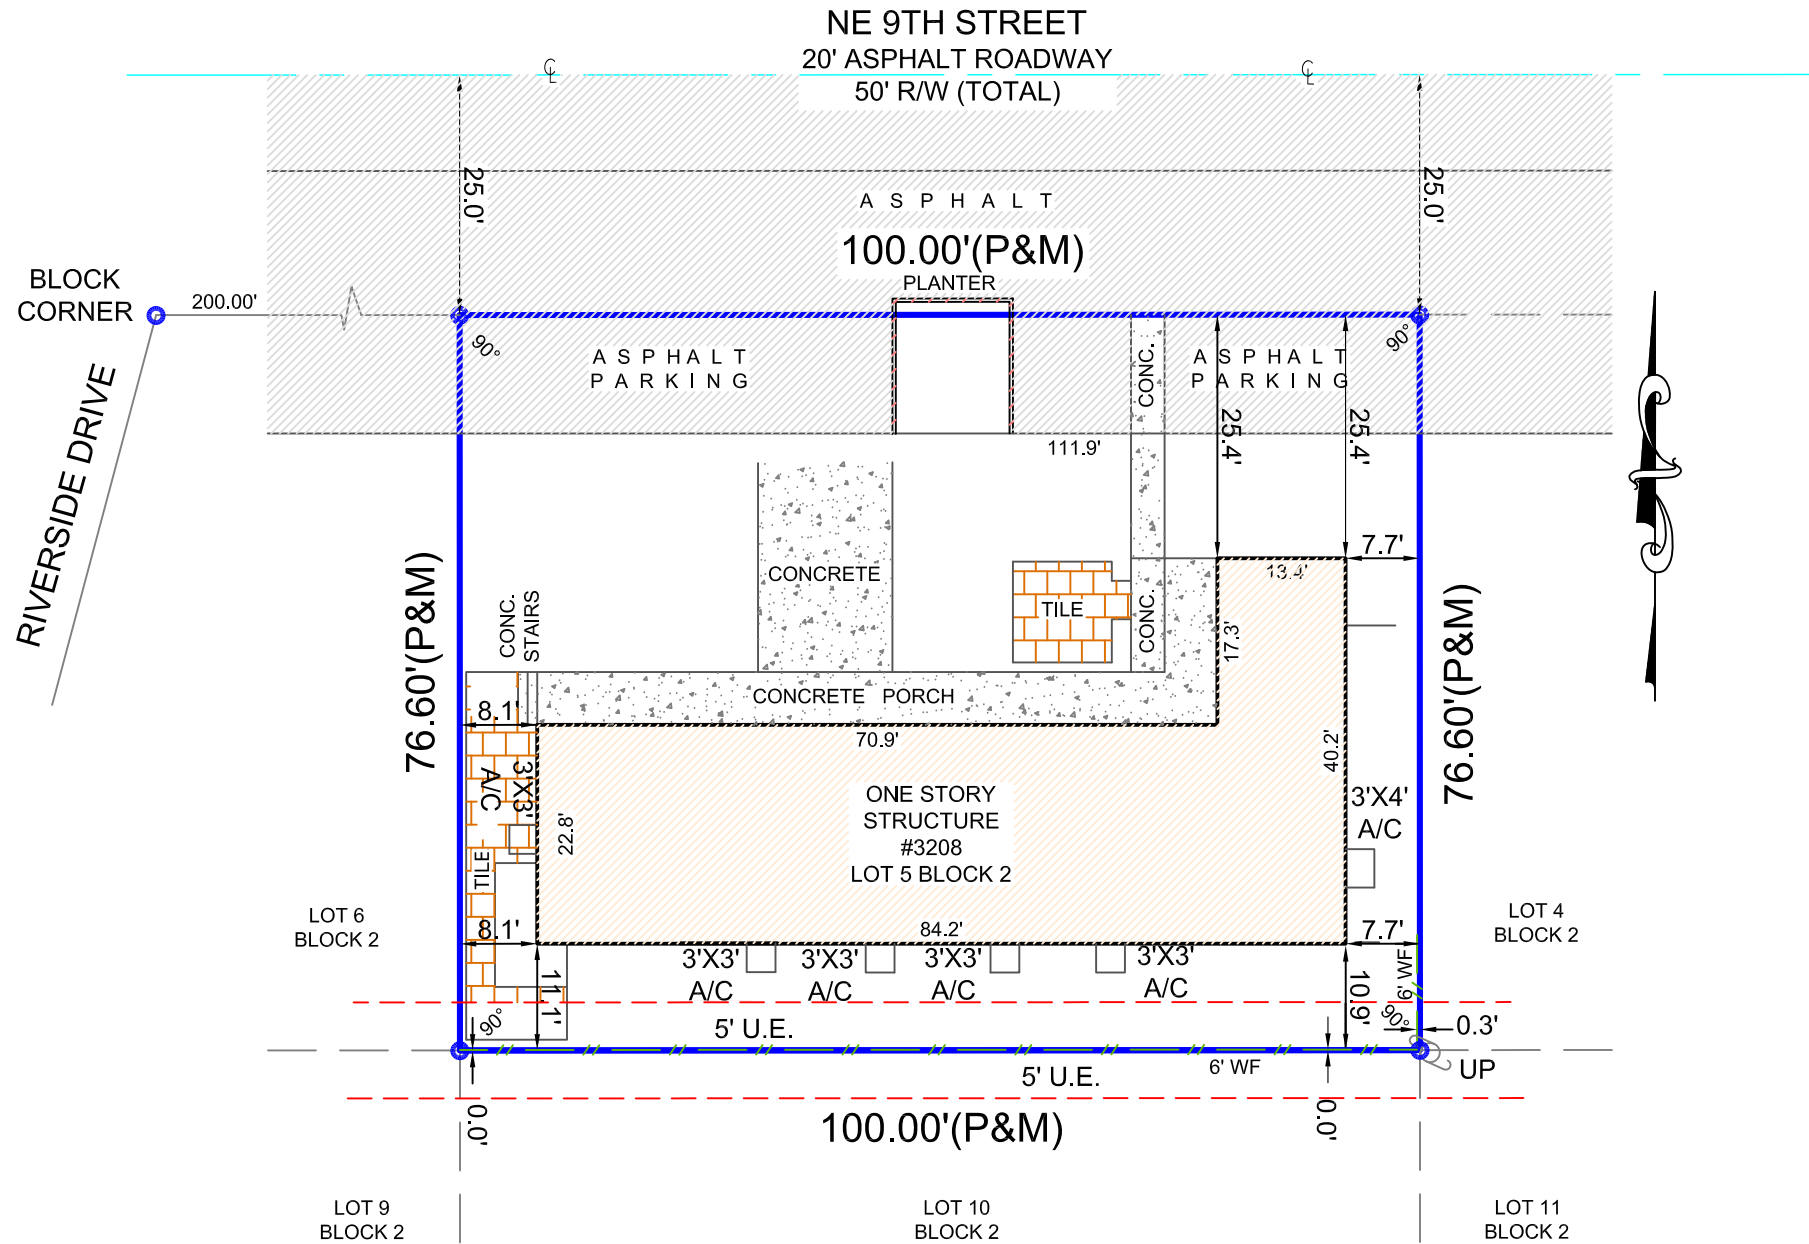 NE 9TH STREET
20' ASPHALT ROADWAY
50' R/W (TOTAL)
25.0'
25.0'
ASPHALT
100.00'(P&M)
PLANTER
BLOCK
CORNER
200.00'
RIVERSIDE DRIVE
90°
90°
ASPHALT
PARKING
CONC.
ASPHALT
PARKING
25.4'
25.4'
111.9'
7.7'
13.4'
CONCRETE
TILE
CONC.
17.3'
CONC.
STAIRS
76.60'(P&M)
76.60'(P&M)
CONCRETE PORCH
8.1'
70.9'
40.2'
3'X3'
A/C
22.8'
TILE
ONE STORY
STRUCTURE
#3208
LOT 5 BLOCK 2
3'X4'
A/C
LOT 6
BLOCK 2
LOT 4
BLOCK 2
8.1'
84.2'
7.7'
3'X3'
A/C
3'X3'
A/C
3'X3'
A/C
3'X3'
A/C
6' WF
11.1'
10.9'
90°
90°
5' U.E.
0.3'
6' WF
5' U.E.
UP
0.0'
0.0'
100.00'(P&M)
LOT 9
BLOCK 2
LOT 10
BLOCK 2
LOT 11
BLOCK 2